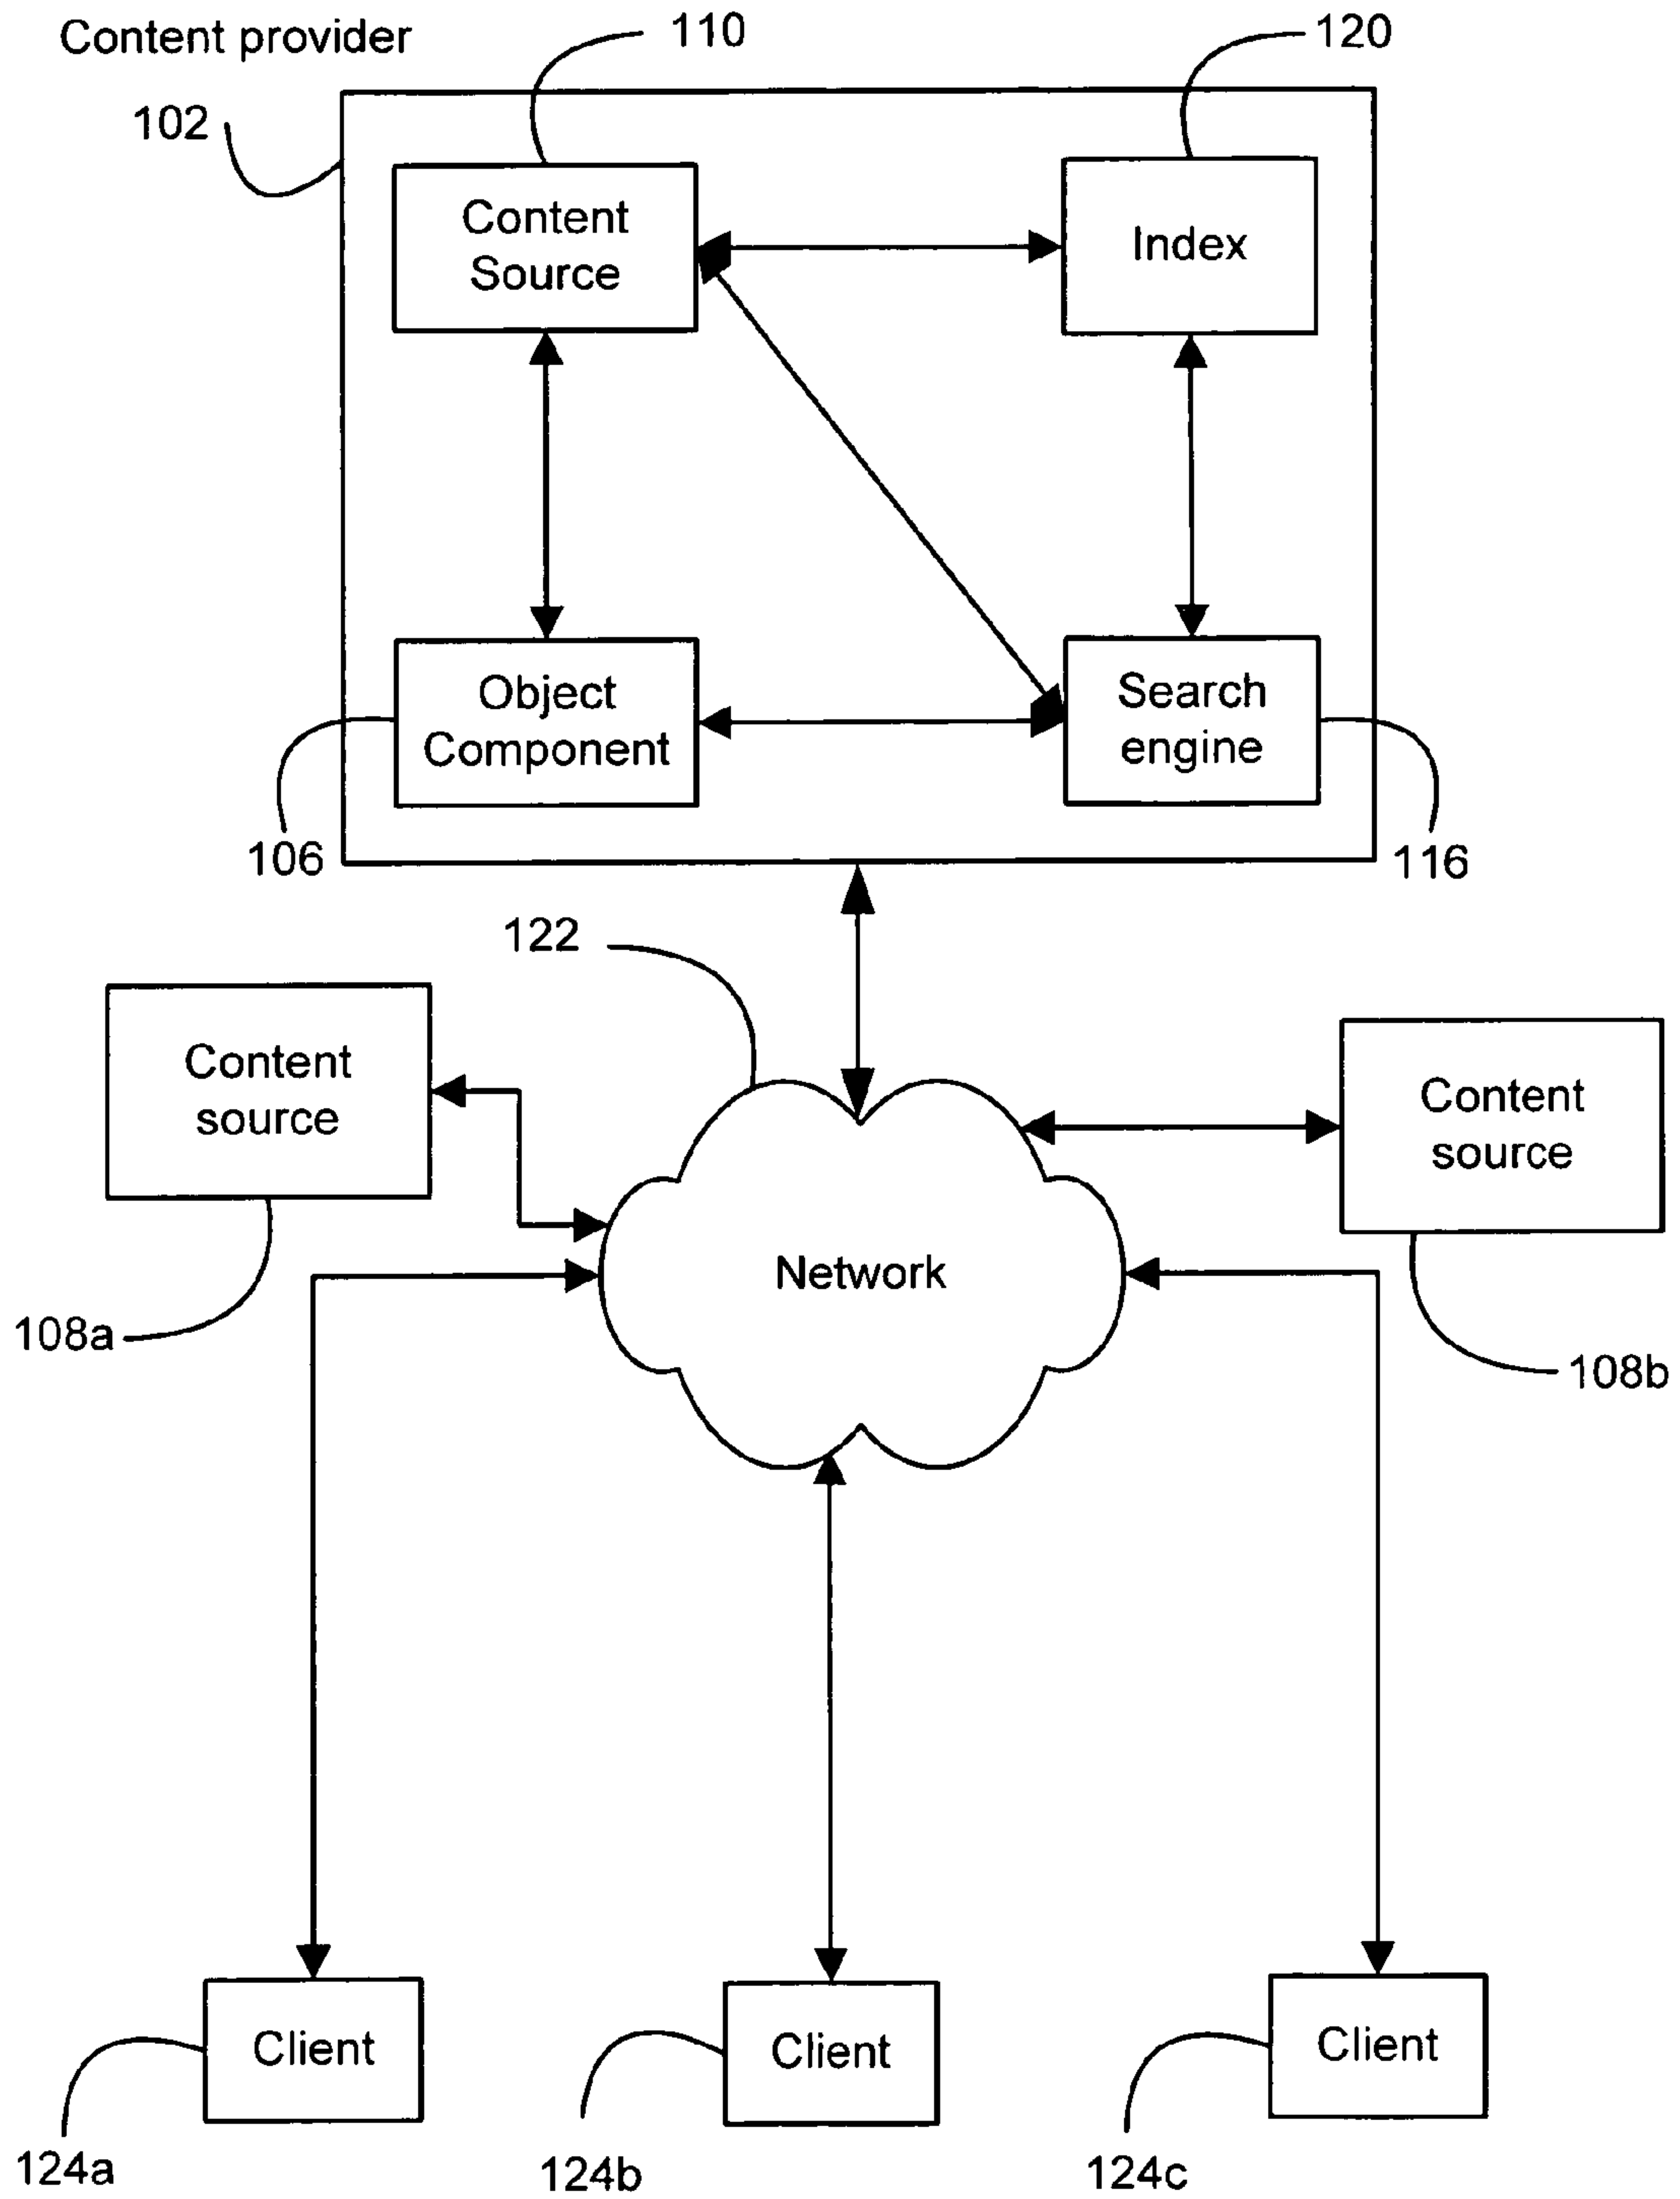 Content provider
110
120
102
Content
Source
Index
Object
Component
Search
engine
106
116
122
Content
source
Content
source
Network
108a
108b
Client
Client
Client
124a
124b
124c